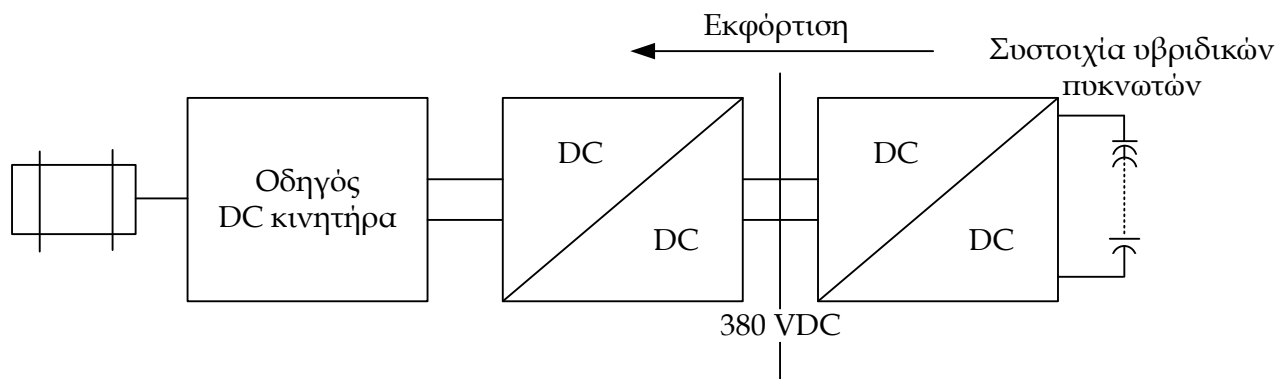 Εκφόρτιση
Συστοιχία υβριδικών
πυκνωτών
Οδηγός
DC κινητήρα
DC
DC
DC
DC
380 VDC